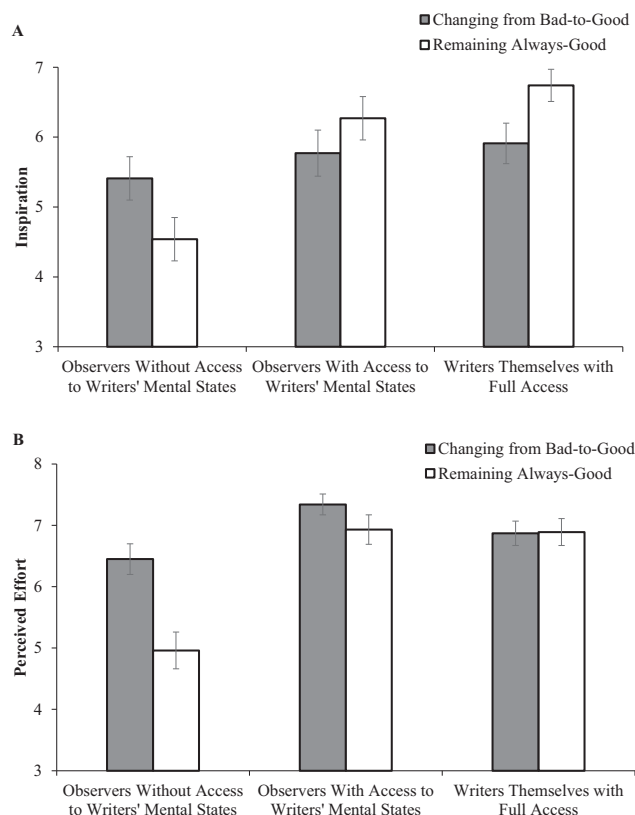 A
Changing from Bad-to-Good
Remaining Always-Good
7
6
5
4
3
Inspiration
Observers Without Access
to Writers' Mental States
Observers With Access to
Writers' Mental States
Writers Themselves with
Full Access
B
Changing from Bad-to-Good
Remaining Always-Good
8
7
6
5
4
3
Perceived Effort
Observers Without Access
to Writers' Mental States
Observers With Access to
Writers' Mental States
Writers Themselves with
Full Access